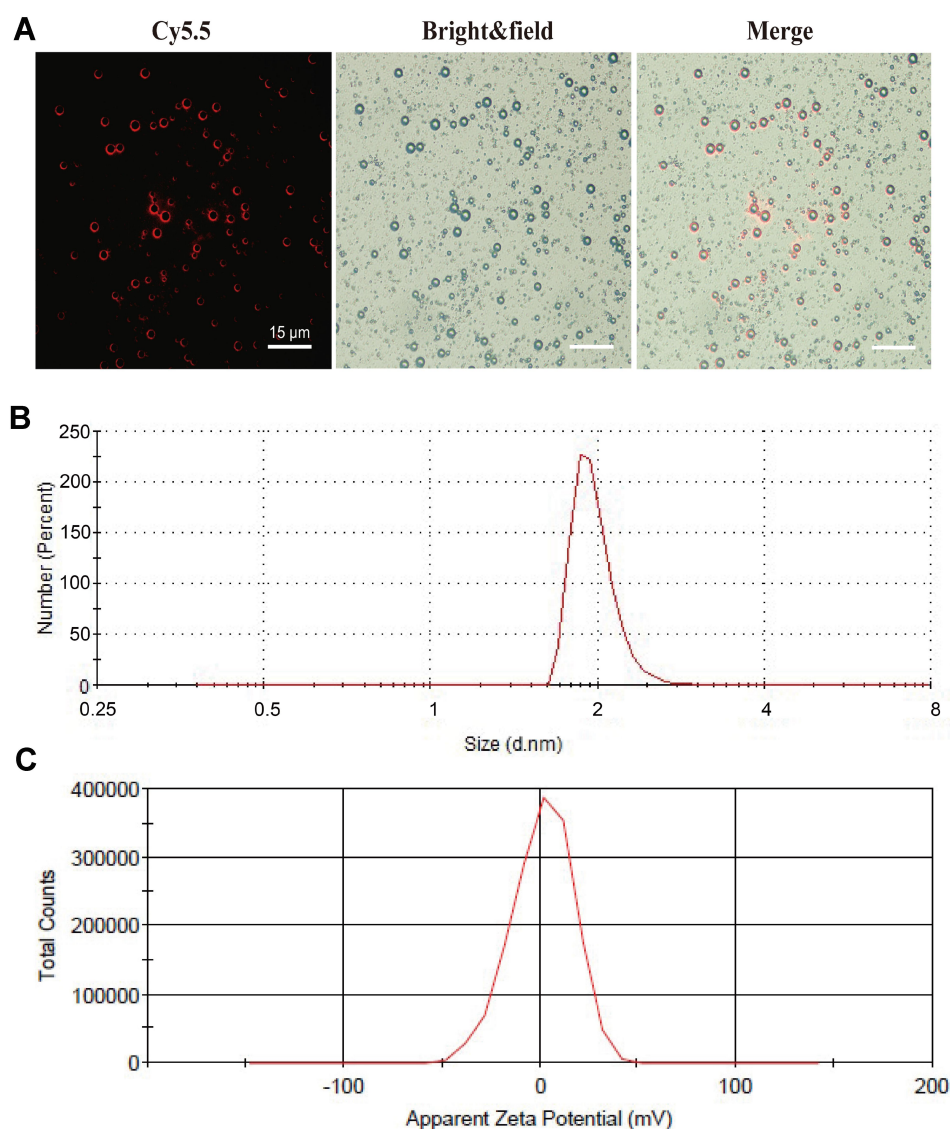 A
Cy5.5
Bright&field
Merge
15 µm
B
250
200
150
100
50
0
Number (Percent)
0.25
0.5
1
2
4
8
Size (d.nm)
C
400000
300000
200000
100000
0
Total Counts
-100
0
100
200
Apparent Zeta Potential (mV)